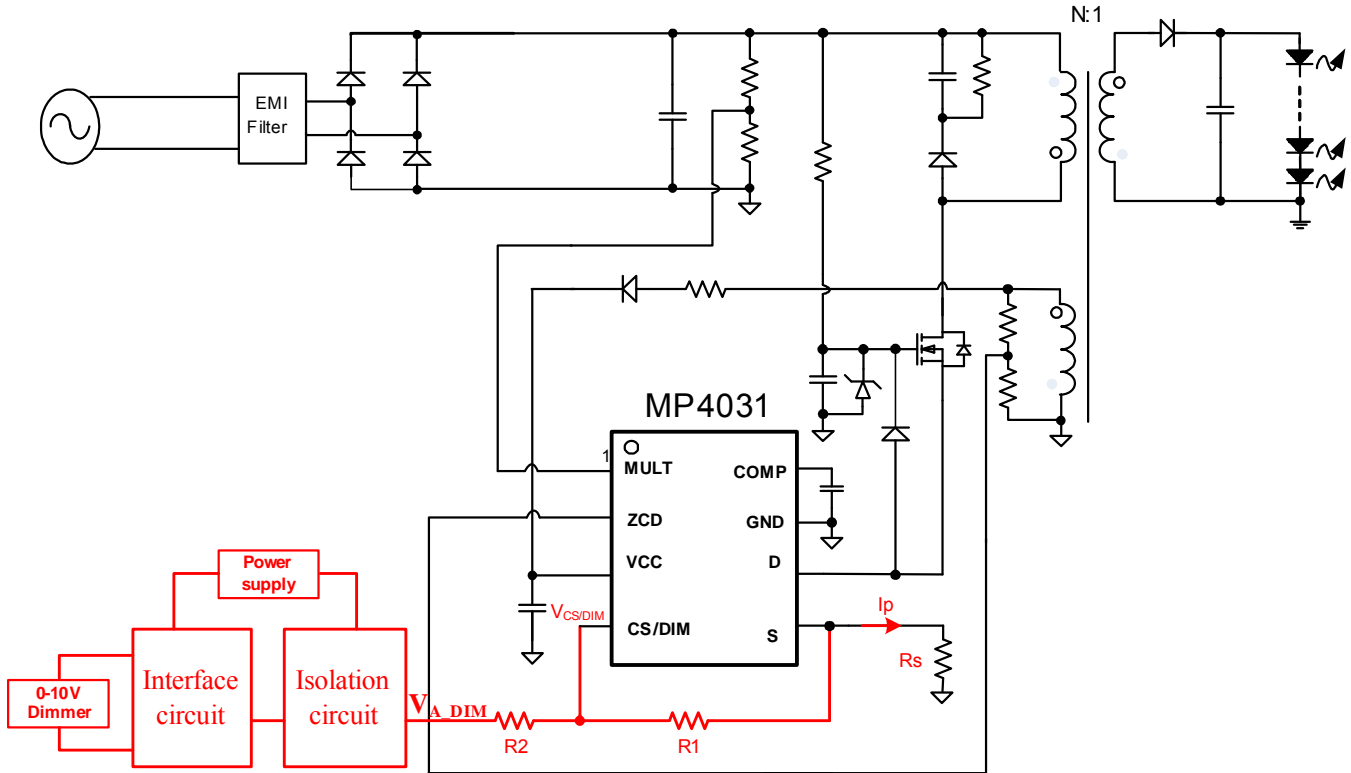 N:1
EMI
Filter
MP4031
1
MULT
COMP
ZCD
GND
VCC
D
CS/DIM
S
VCS/DIM
Ip
Rs
Power
supply
Interface
circuit
Isolation
circuit
0-10V
Dimmer
VA_DIM
R2
R1